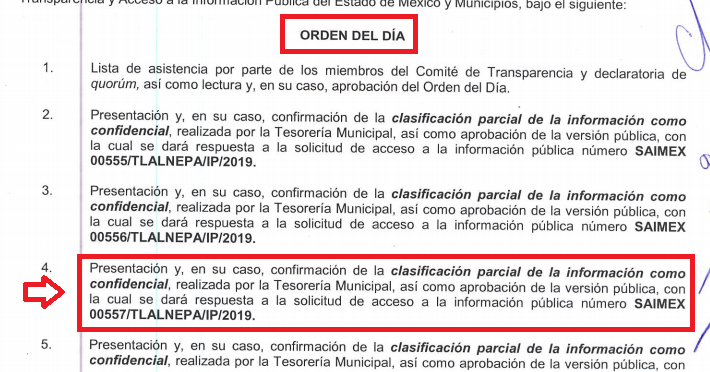 Transparencia y Acceso a la Información Pública del Estado de México y Municipios, bajo el siguiente:
ORDEN DEL DÍA
1. Lista de asistencia por parte de los miembros del Comité de Transparencia y declaratoria de
quorúm, así como lectura y, en su caso, aprobación del Orden del Día.
2. Presentación y, en su caso, confirmación de la clasificación parcial de la información como
confidencial, realizada por la Tesorería Municipal, así como aprobación de la versión pública, con
la cual se dará respuesta a la solicitud de acceso a la información pública número SAIMEX
00555/TLALNEPA/IP/2019.
3. Presentación y, en su caso, confirmación de la clasificación parcial de la información como
confidencial, realizada por la Tesorería Municipal, así como aprobación de la versión pública, con
la cual se dará respuesta a la solicitud de acceso a la información pública número SAIMEX
00556/TLALNEPA/IP/2019.
4. Presentación y, en su caso, confirmación de la clasificación parcial de la información como
confidencial, realizada por la Tesorería Municipal, así como aprobación de la versión pública, con
la cual se dará respuesta a la solicitud de acceso a la información pública número SAIMEX
00557/TLALNEPA/IP/2019.
5. Presentación y, en su caso, confirmación de la clasificación parcial de la información como
confidencial, realizada por la Tesorería Municipal, así como aprobación de la versión pública, con